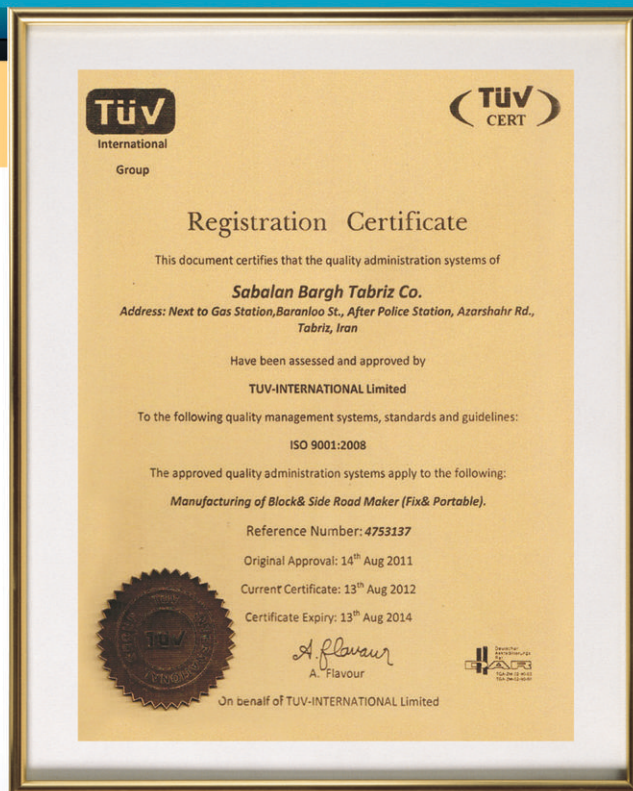 TüV
International
Group
TÜV
CERT
Registration Certificate
This document certifies that the quality administration systems of
Sabalan Bargh Tabriz Co.
Address: Next to Gas Station,Baranloo St., After Police Station, Azarshahr Rd.,
Tabriz, Iran
Have been assessed and approved by
TUV-INTERNATIONAL Limited
To the following quality management systems, standards and guidelines:
ISO 9001:2008
The approved quality administration systems apply to the following:
Manufacturing of Block& Side Road Maker (Fix& Portable).
Reference Number: 4753137
Original Approval: 14th Aug 2011
Current Certificate: 13th Aug 2012
Certificate Expiry: 13th Aug 2014
A. Flavour
A. Flavour
On behalf of TUV-INTERNATIONAL Limited
TUV
Deutscher
DAR